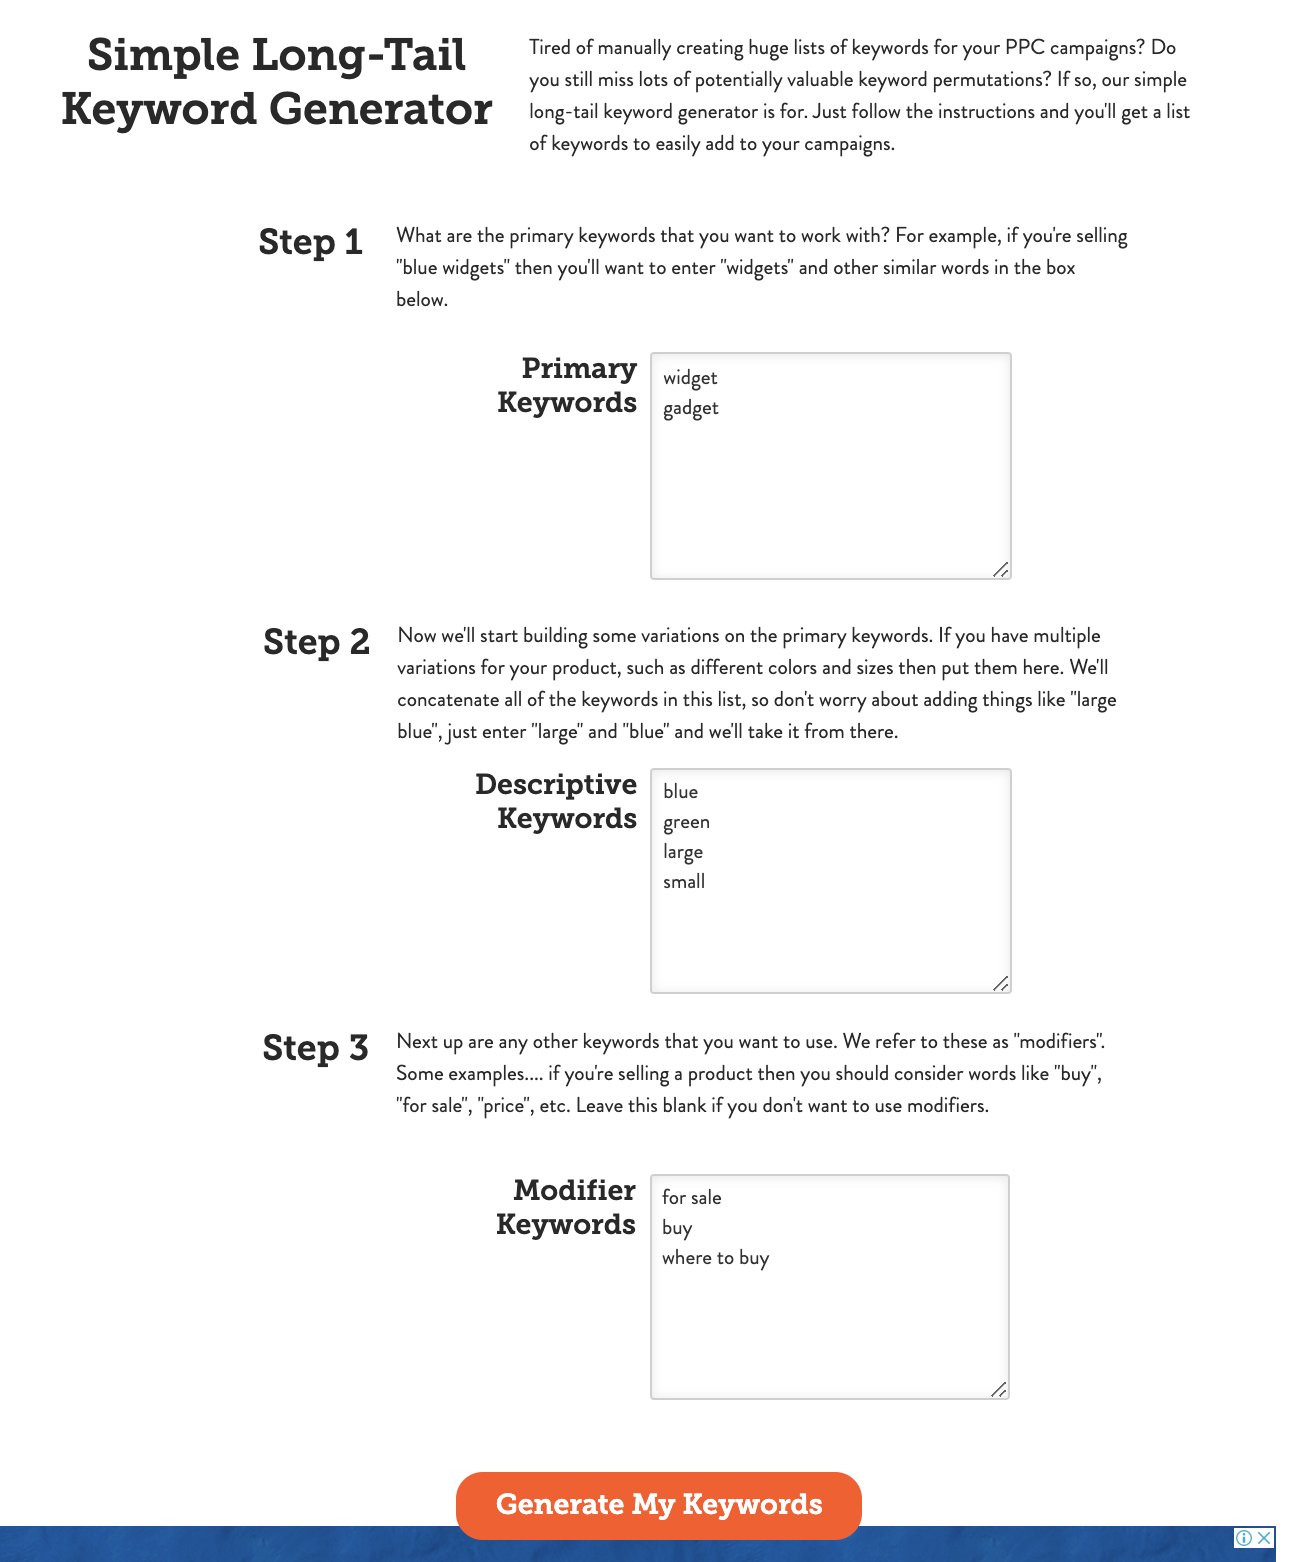 Simple Long-Tail
Keyword Generator
Tired of manually creating huge lists of keywords for your PPC campaigns? Do
you still miss lots of potentially valuable keyword permutations? If so, our simple
long-tail keyword generator is for. Just follow the instructions and you'll get a list
of keywords to easily add to your campaigns.
Step 1
What are the primary keywords that you want to work with? For example, if you're selling
"blue widgets" then you'll want to enter "widgets" and other similar words in the box
below.
Primary
Keywords
widget
gadget
Step 2
Now we'll start building some variations on the primary keywords. If you have multiple
variations for your product, such as different colors and sizes then put them here. We'll
concatenate all of the keywords in this list, so don't worry about adding things like "large
blue", just enter "large" and "blue" and we'll take it from there.
Descriptive
Keywords
blue
green
large
small
Step 3
Next up are any other keywords that you want to use. We refer to these as "modifiers".
Some examples.... if you're selling a product then you should consider words like "buy",
"for sale", "price", etc. Leave this blank if you don't want to use modifiers.
Modifier
Keywords
for sale
buy
where to buy
Generate My Keywords